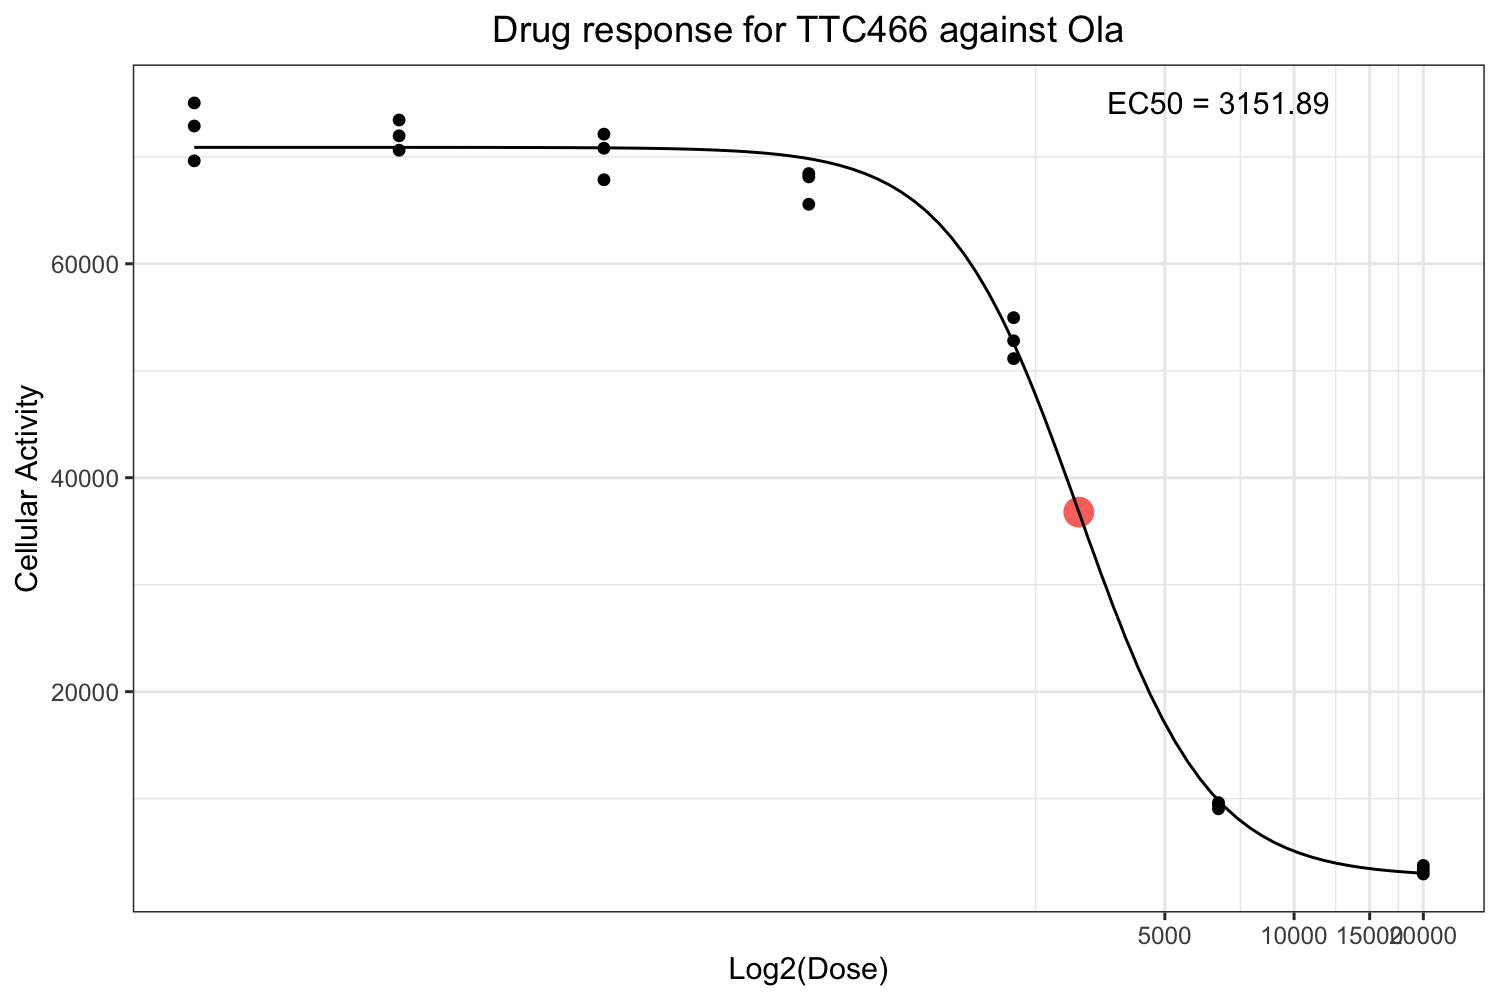 Drug response for TTC466 against Ola
EC50 = 3151.89
60000
40000
20000
Cellular Activity
5000 10000 15000 20000
Log2(Dose)